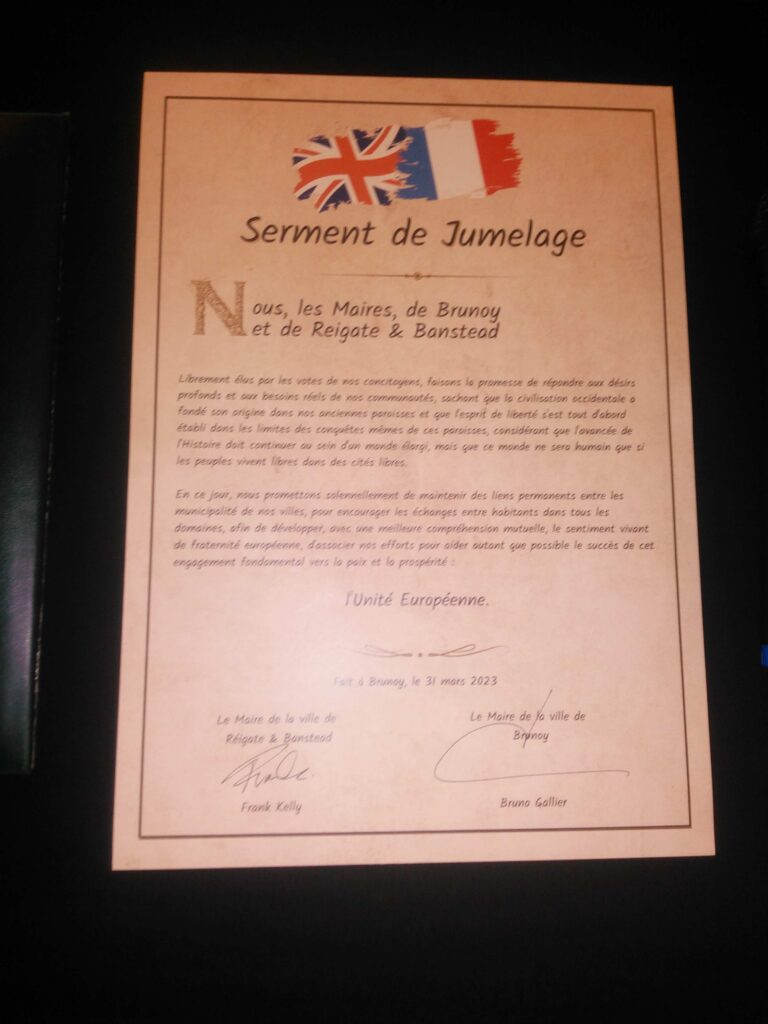 Serment de Jumelage
Nous, les Maires, de Brunoy
et de Reigate & Banstead
Librement élus par les votes de nos concitoyens, faisons la promesse de répondre aux désirs
profonds et aux besoins réels de nos communautés, sachant que la civilisation occidentale a
fondé son origine dans nos anciennes paroisses et que l'esprit de liberté s'est tout d'abord
établi dans les limites des conquêtes mêmes de ces paroisses, considérant que l'avancée de
l'Histoire doit continuer au sein d'un monde élargi, mais que ce monde ne sera humain que si
les peuples vivent libres dans des cités libres.
En ce jour, nous promettons solennellement de maintenir des liens permanents entre les
municipalité de nos villes, pour encourager les échanges entre habitants dans tous les
domaines, afin de développer, avec une meilleure compréhension mutuelle, le sentiment vivant
de fraternité européenne, d'associer nos efforts pour aider autant que possible le succès de cet
engagement fondamental vers la paix et la prospérité :
l'Unité Européenne.
Fait à Brunoy, le 31 mars 2023
Le Maire de la ville de
Réigate & Banstead
Frank Kelly
Le Maire de la ville de
Brunoy
Bruno Gallier